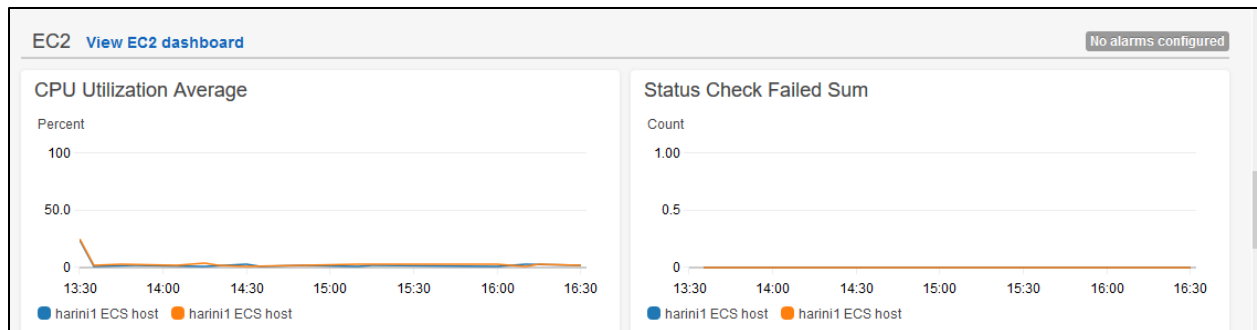 EC2 View EC2 dashboard No alarms configured
CPU Utilization Average
Percent
100
50.0
0
13:30 14:00 14:30 15:00 15:30 16:00 16:30
harini1 ECS host harini1 ECS host
Status Check Failed Sum
Count
1.00
0.5
0
13:30 14:00 14:30 15:00 15:30 16:00 16:30
harini1 ECS host harini1 ECS host